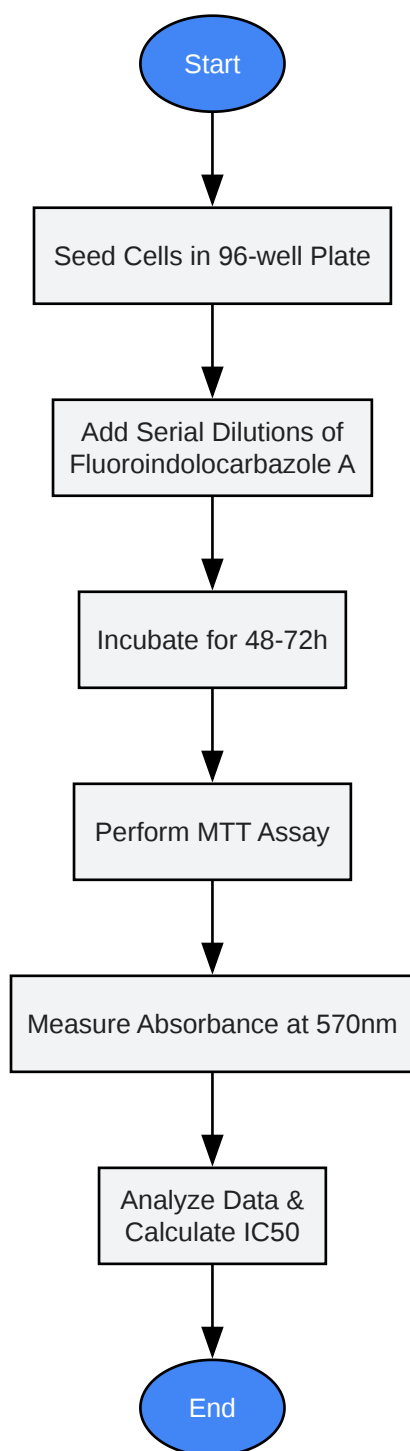 Start
Seed Cells in 96-well Plate
Add Serial Dilutions of
Fluoroindolocarbazole A
Incubate for 48-72h
Perform MTT Assay
Measure Absorbance at 570nm
Analyze Data &
Calculate IC50
End